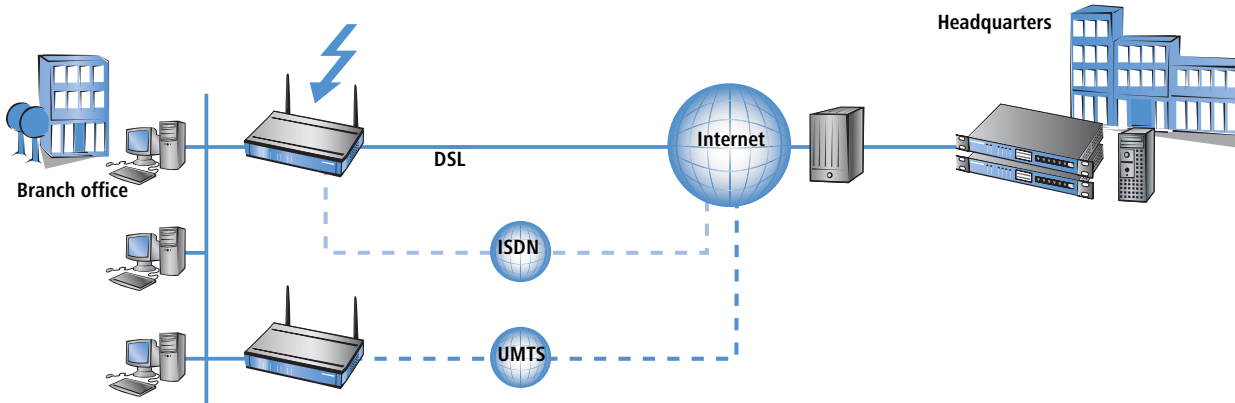 Headquarters
Internet
DSL
Branch office
ISDN
UMTS